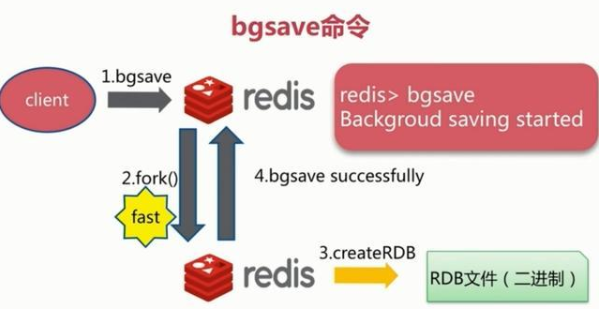 bgsave命令
client
1.bgsave
redis
redis> bgsave
Backgroud saving started
2.fork()
fast
4.bgsave successfully
redis
3.createRDB
RDB文件（二进制）